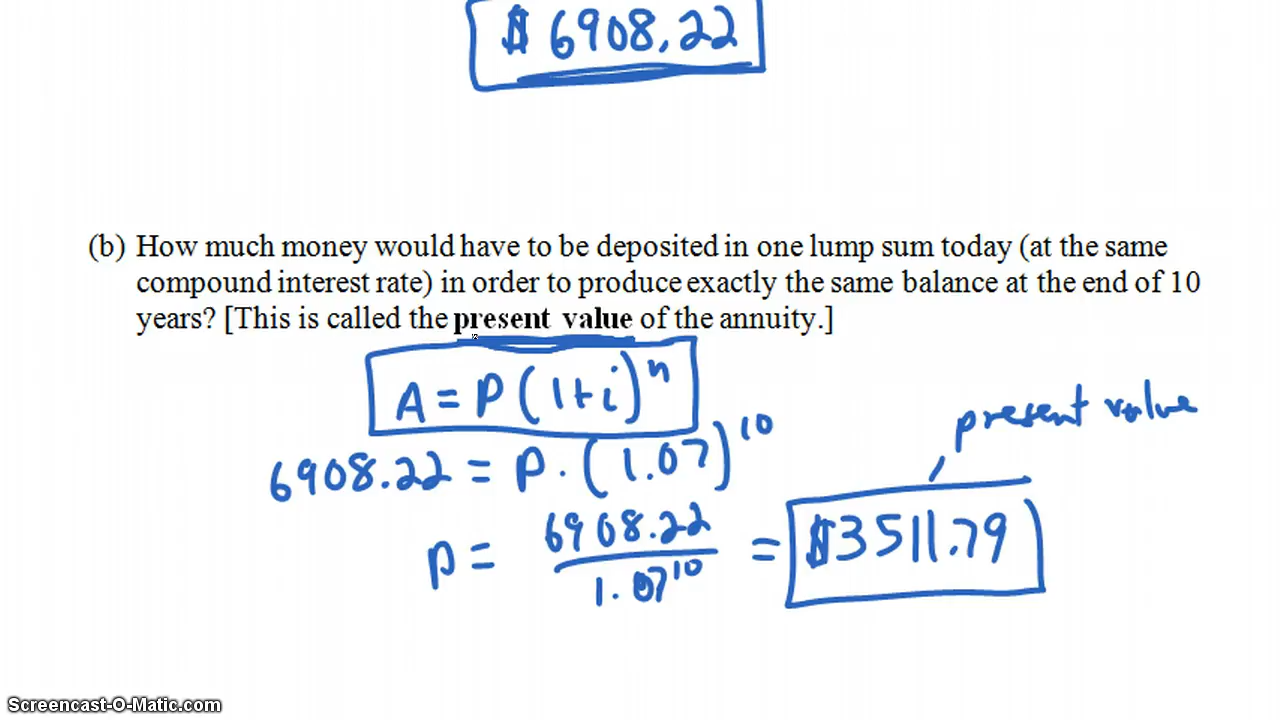 $ 6908.22
(b) How much money would have to be deposited in one lump sum today (at the same
compound interest rate) in order to produce exactly the same balance at the end of 10
years? [This is called the present value of the annuity.]
A = P(1+i)^n
present value
6908.22 = P · (1.07)^10
P = 6908.22 / 1.07^10 = $3511.79
Screencast-O-Matic.com